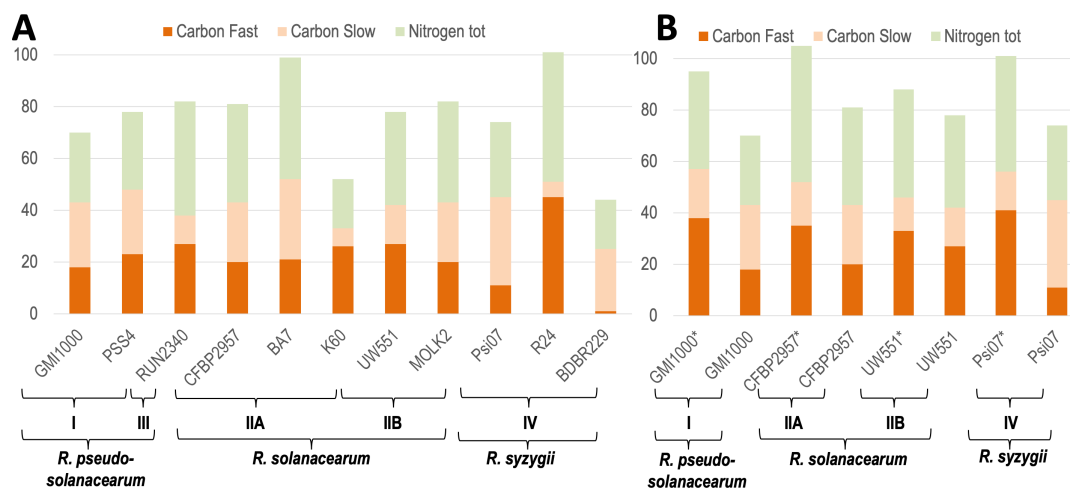 A
Carbon Fast Carbon Slow Nitrogen tot
100
80
60
40
20
0
GMI1000
PSS4
RUN2340
CFBP2957
BA7
K60
UW551
MOLK2
Psi07
R24
BDBR229
I III IIA IIB IV
R. pseudo-
solanacearum
R. solanacearum
R. syzygii
B
Carbon Fast Carbon Slow Nitrogen tot
100
80
60
40
20
0
GMI1000*
GMI1000
CFBP2957*
CFBP2957
UW551*
UW551
Psi07*
Psi07
I IIA IIB IV
R. pseudo-
solanacearum
R. solanacearum
R. syzygii